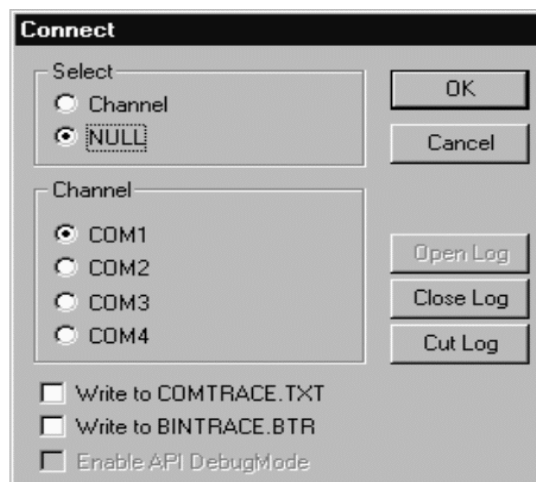 Connect
Select
Channel
NULL
OK
Cancel
Channel
COM1
COM2
COM3
COM4
Open Log
Close Log
Cut Log
Write to COMTRACE.TXT
Write to BINTRACE.BTR
Enable API DebugMode